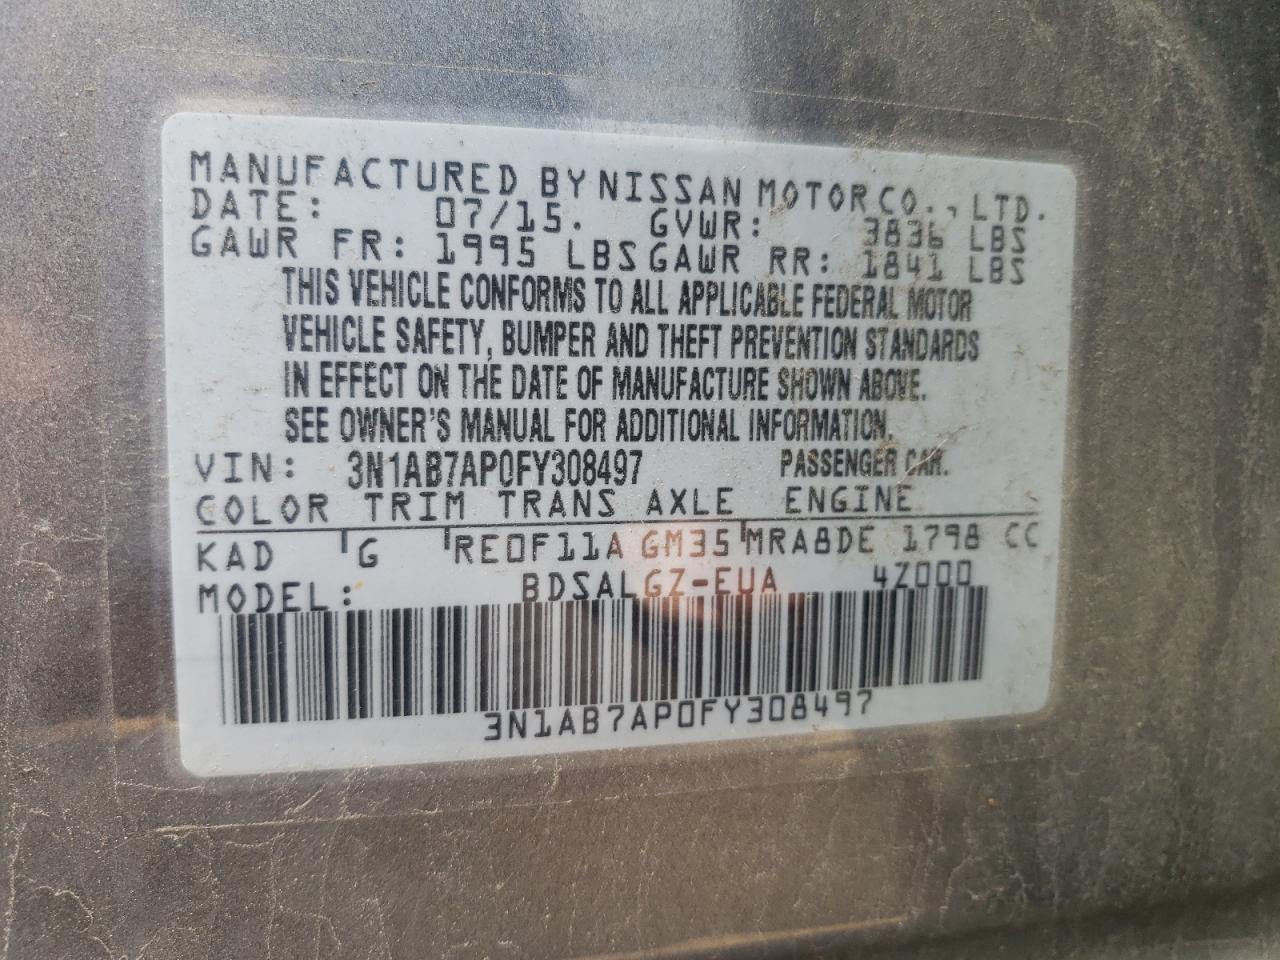 MANUFACTURED BY NISSAN MOTOR CO., LTD.
DATE: 07/15. GVWR: 3836 LBS
GAWR FR: 1995 LBS GAWR RR: 1841 LBS
THIS VEHICLE CONFORMS TO ALL APPLICABLE FEDERAL MOTOR
VEHICLE SAFETY, BUMPER AND THEFT PREVENTION STANDARDS
IN EFFECT ON THE DATE OF MANUFACTURE SHOWN ABOVE.
SEE OWNER'S MANUAL FOR ADDITIONAL INFORMATION.
VIN: 3N1AB7AP0FY308497 PASSENGER CAR.
COLOR TRIM TRANS AXLE ENGINE
KAD G RE0F11A GM35 MRA8DE 1798 CC
MODEL: BDSALGZ-EUA 4Z000
3N1AB7AP0FY308497